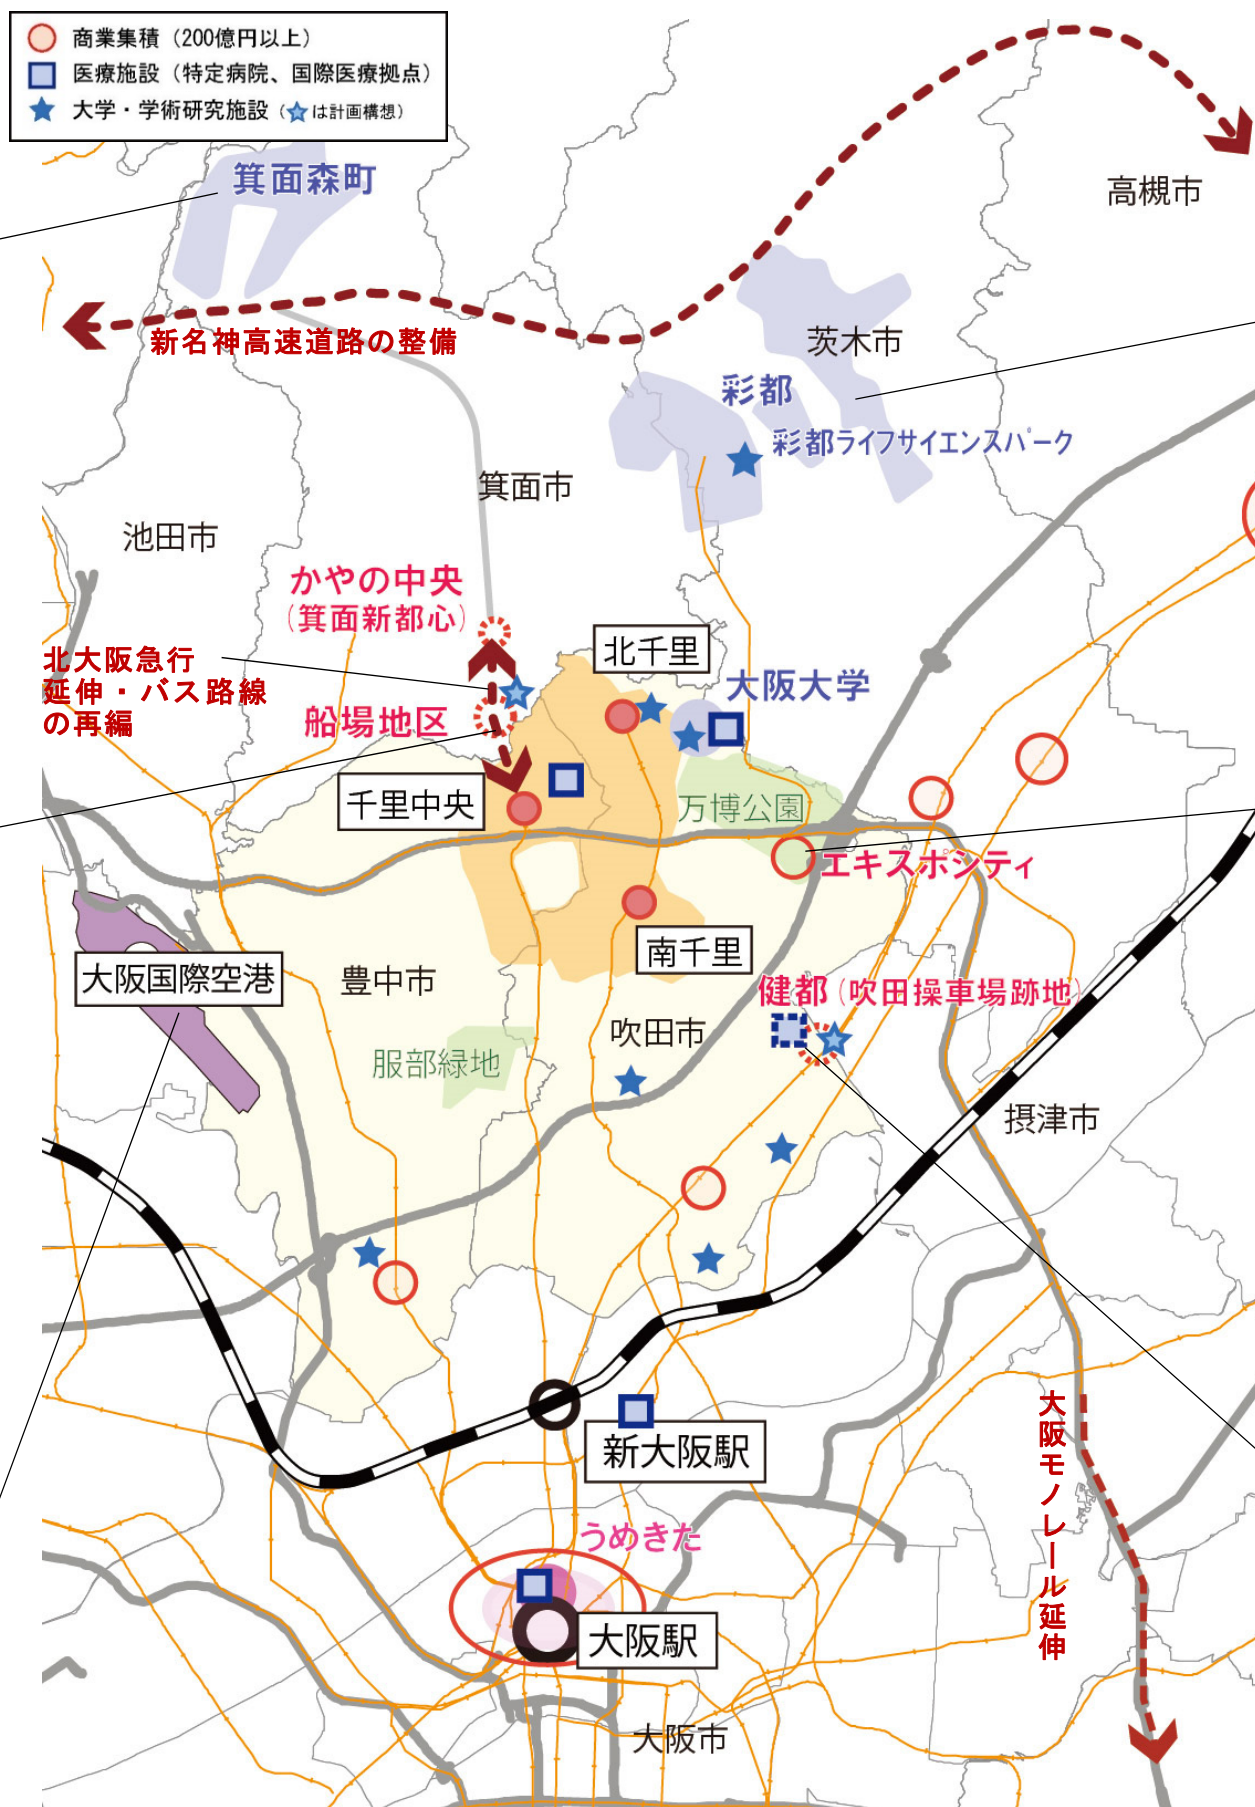 商業集積（200億円以上）
医療施設（特定病院、国際医療拠点）
大学・学術研究施設（★は計画構想）
箕面森町
高槻市
新名神高速道路の整備
茨木市
彩都
彩都ライフサイエンスパーク
箕面市
池田市
かやの中央
（箕面新都心）
北千里
北大阪急行
延伸・バス路線
の再編
大阪大学
船場地区
千里中央
万博公園
エキスポシティ
南千里
大阪国際空港
豊中市
健都（吹田操車場跡地）
吹田市
服部緑地
摂津市
大阪モノレール延伸
新大阪駅
うめきた
大阪駅
大阪市